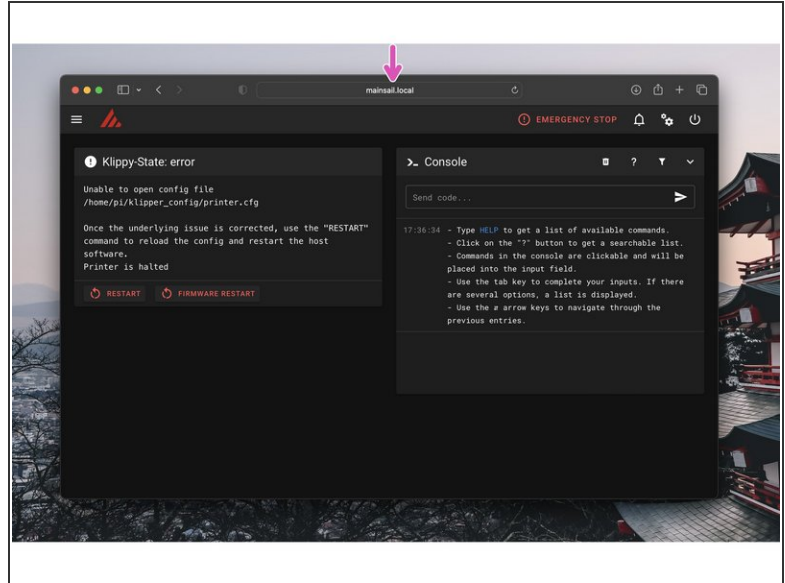 mainsail.local
EMERGENCY STOP
Klippy-State: error
Unable to open config file
/home/pi/klipper_config/printer.cfg
Once the underlying issue is corrected, use the "RESTART"
command to reload the config and restart the host
software.
Printer is halted
RESTART
FIRMWARE RESTART
Console
Send code...
17:36:34 - Type HELP to get a list of available commands.
- Click on the "?" button to get a searchable list.
- Commands in the console are clickable and will be
placed into the input field.
- Use the tab key to complete your inputs. If there
are several options, a list is displayed.
- Use the arrow keys to navigate through the
previous entries.